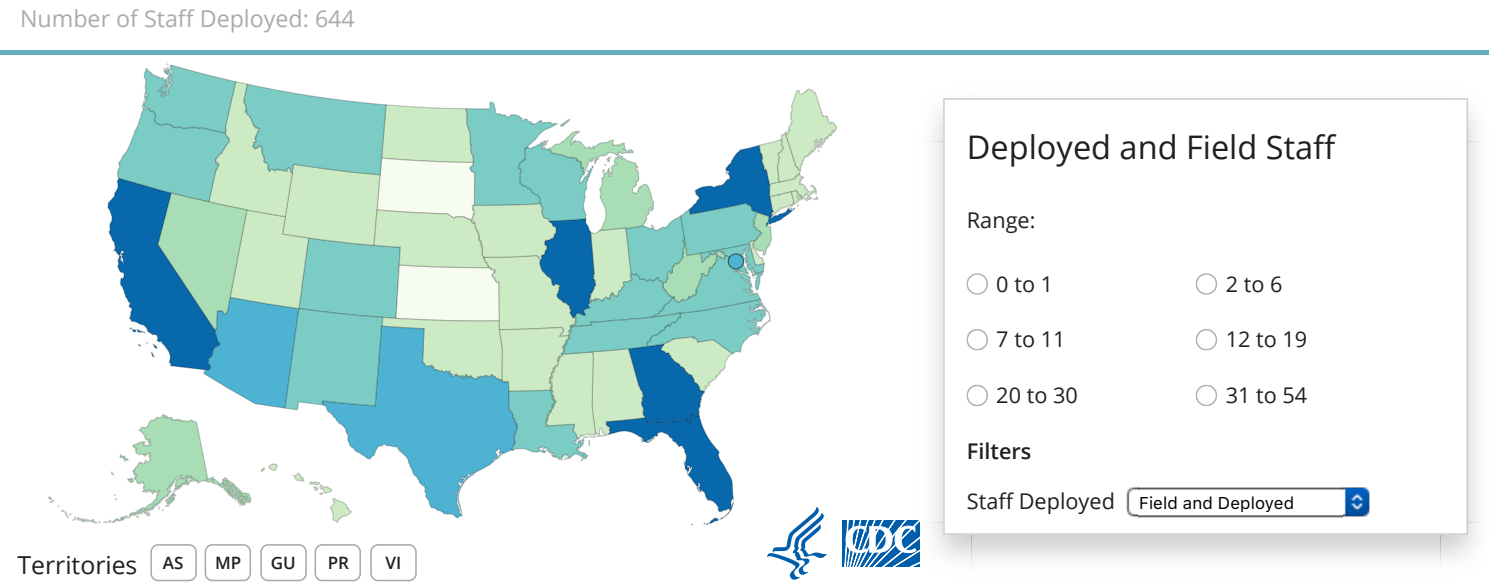 Number of Staff Deployed: 644
Deployed and Field Staff
Range:
0 to 1 2 to 6
7 to 11 12 to 19
20 to 30 31 to 54
Filters
Staff Deployed Field and Deployed
Territories AS MP GU PR VI
CDC